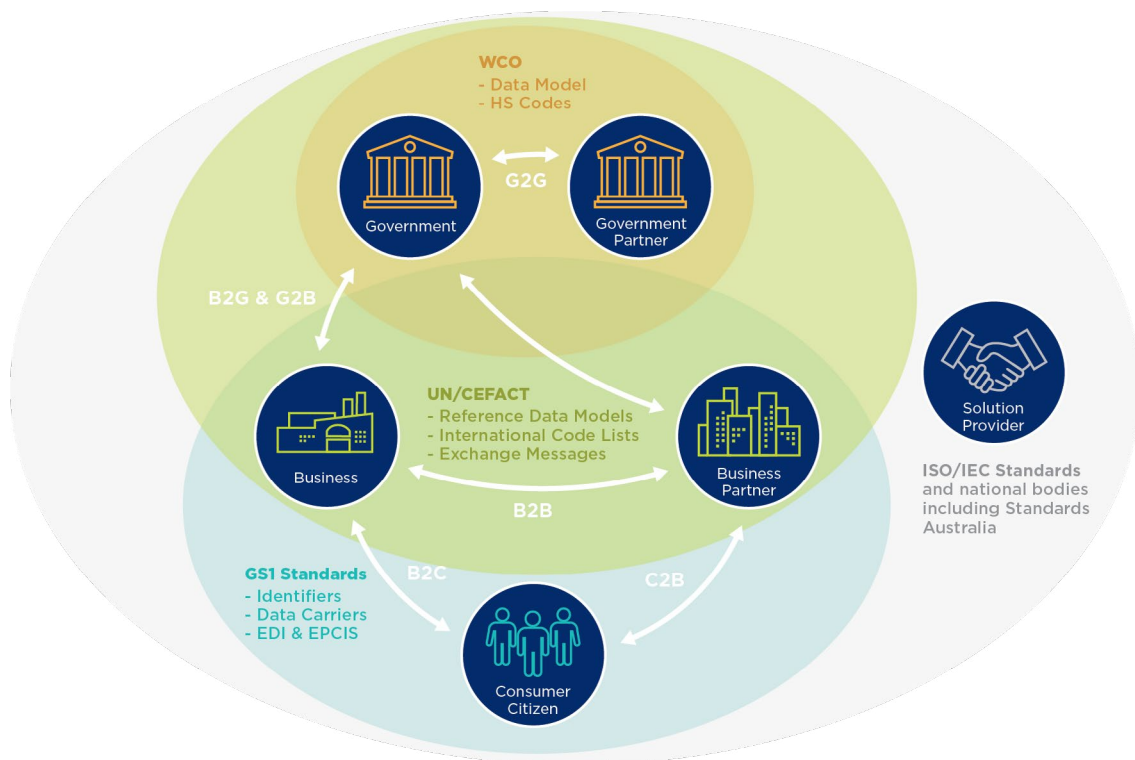 WCO
- Data Model
- HS Codes
G2G
Government
Government
Partner
B2G & G2B
UN/CEFACT
- Reference Data Models
- International Code Lists
- Exchange Messages
Business
Business
Partner
B2B
Solution
Provider
ISO/IEC Standards
and national bodies
including Standards
Australia
GS1 Standards
- Identifiers
- Data Carriers
- EDI & EPCIS
B2C
C2B
Consumer
Citizen